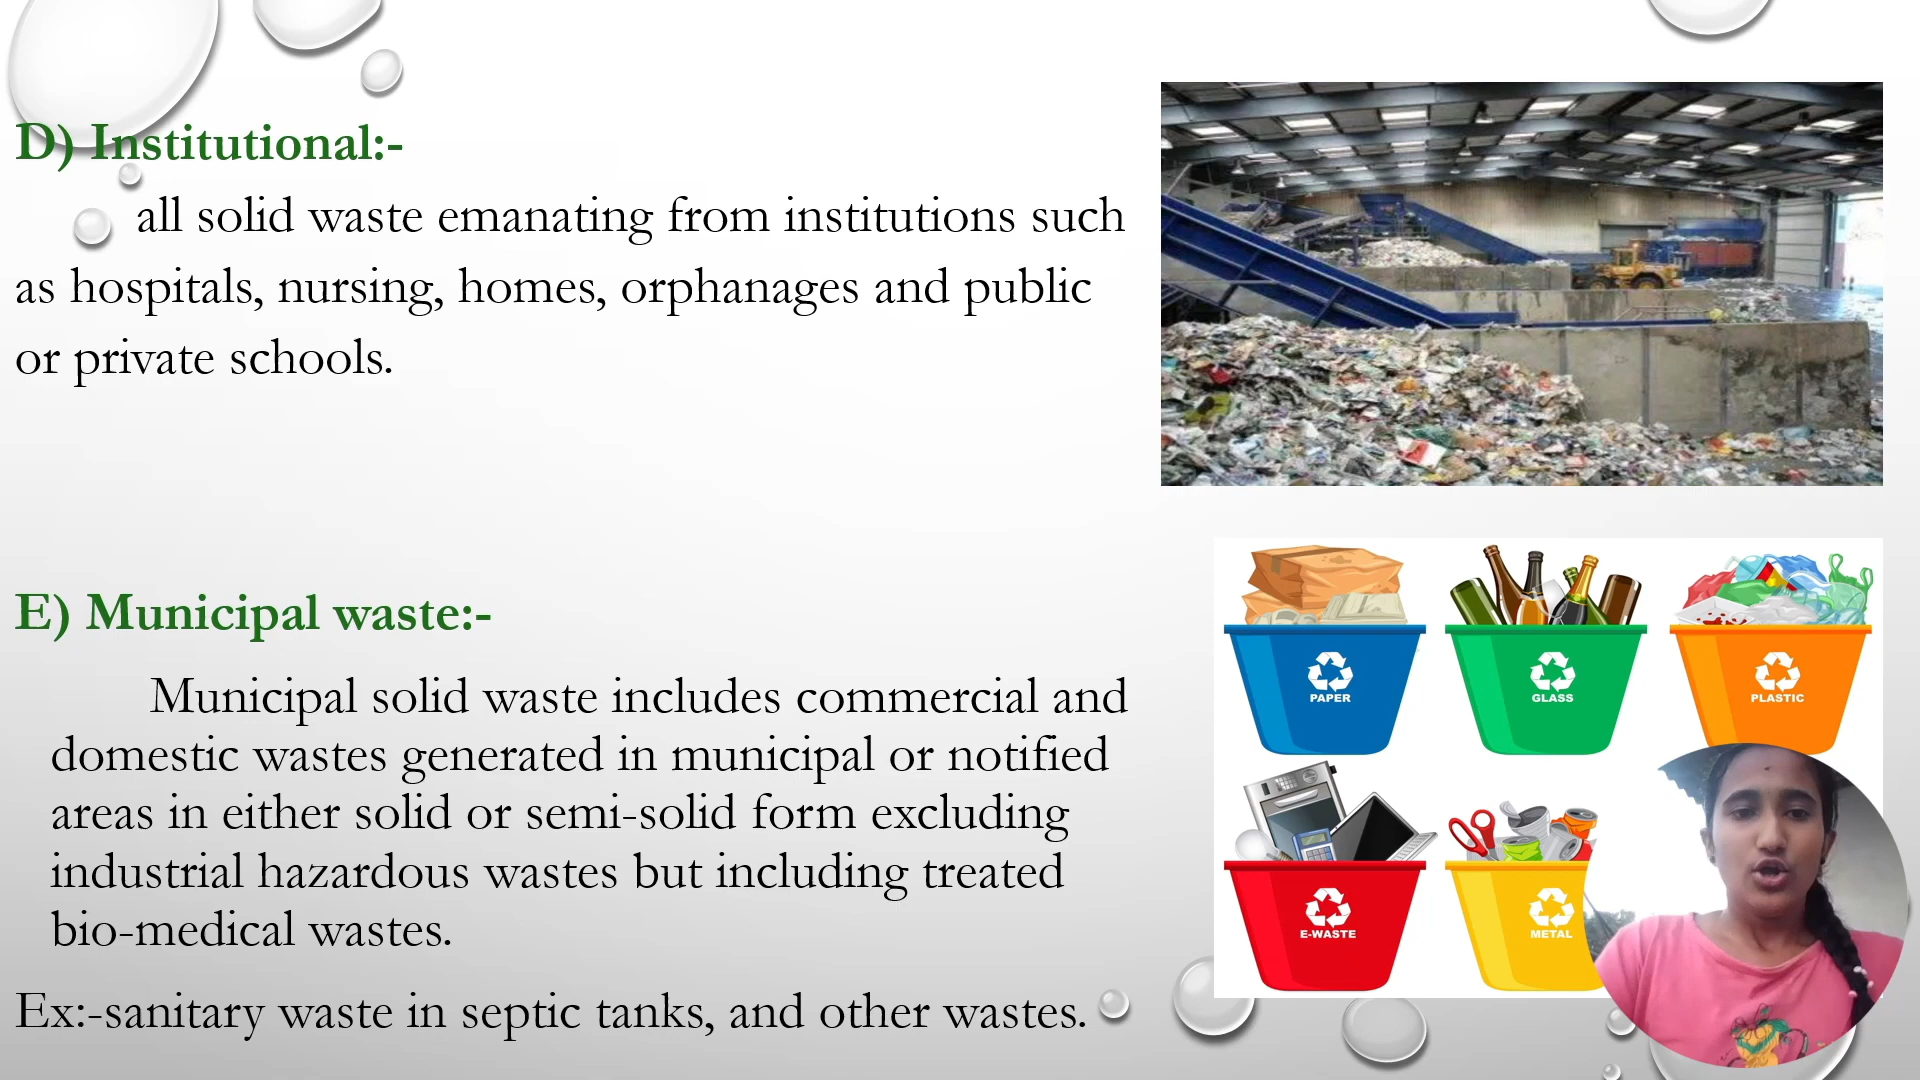 D) Institutional:-
all solid waste emanating from institutions such
as hospitals, nursing, homes, orphanages and public
or private schools.
E) Municipal waste:-
Municipal solid waste includes commercial and
domestic wastes generated in municipal or notified
areas in either solid or semi-solid form excluding
industrial hazardous wastes but including treated
bio-medical wastes.
Ex:-sanitary waste in septic tanks, and other wastes.
PAPER
GLASS
PLASTIC
E-WASTE
METAL